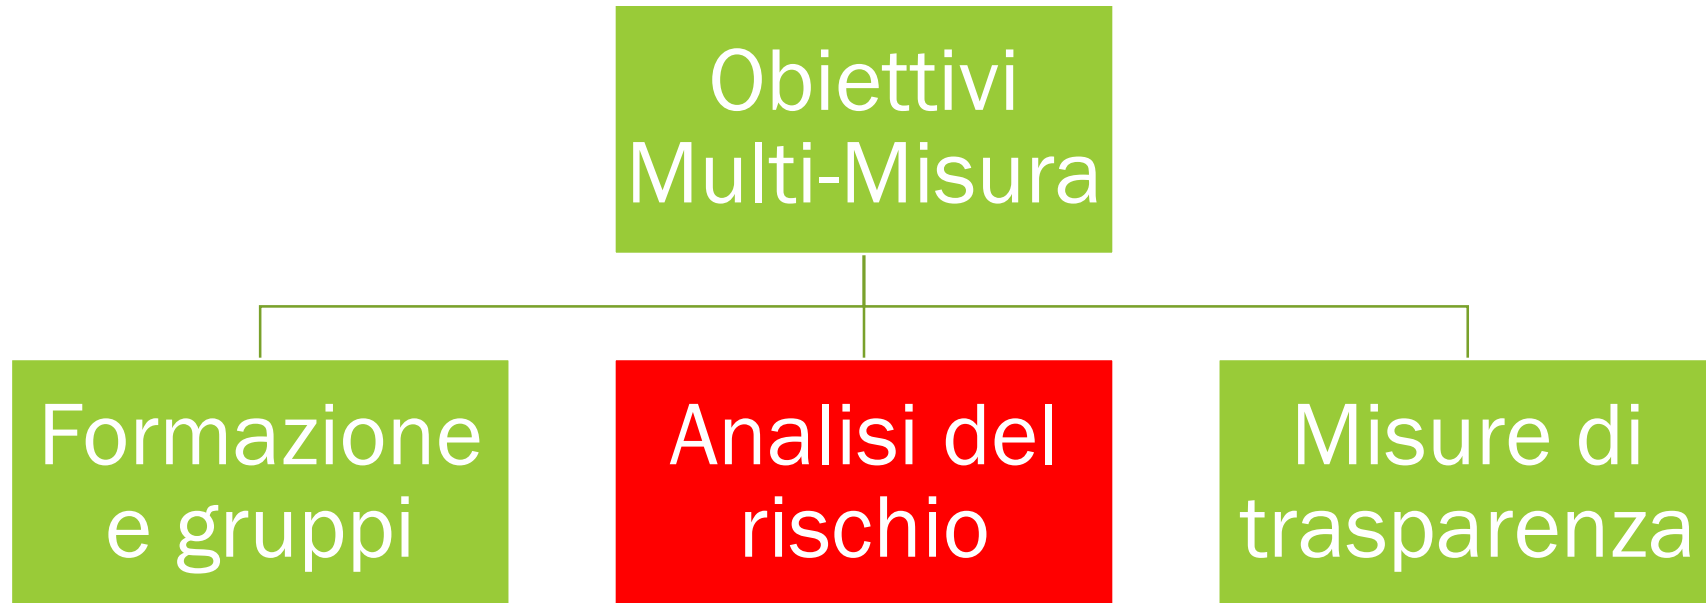 Obiettivi
Multi-Misura
Formazione
e gruppi
Analisi del
rischio
Misure di
trasparenza